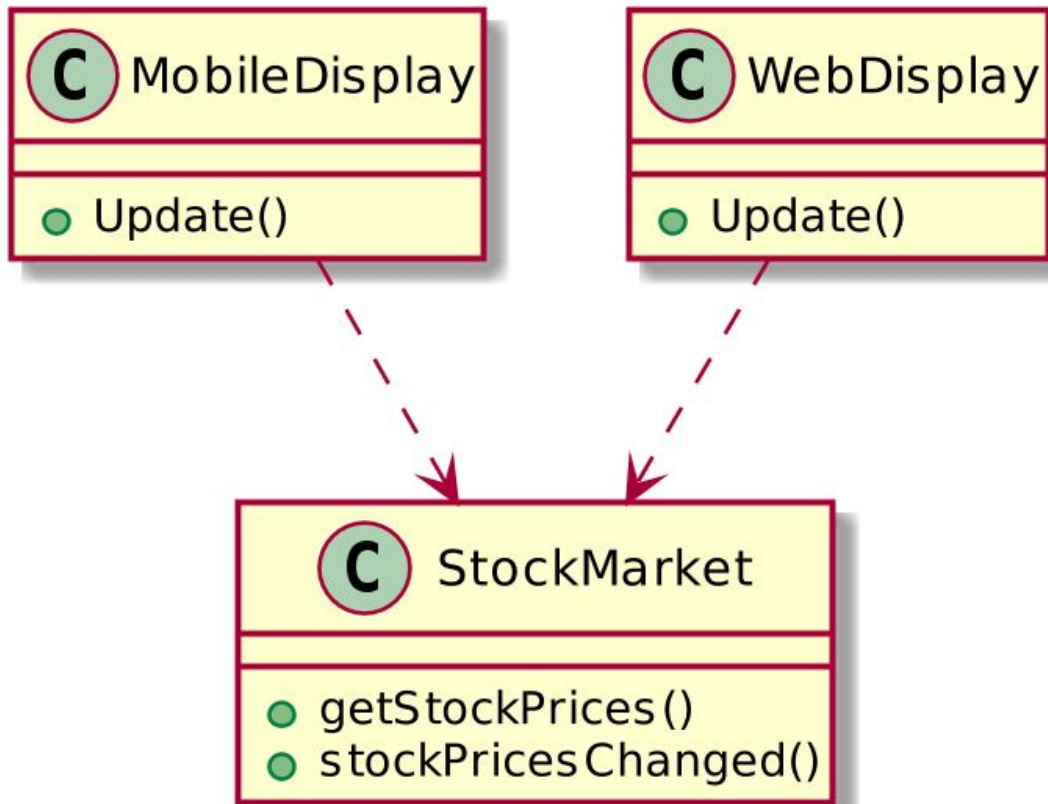 C MobileDisplay
Update()
C WebDisplay
Update()
C StockMarket
getStockPrices()
stockPricesChanged()